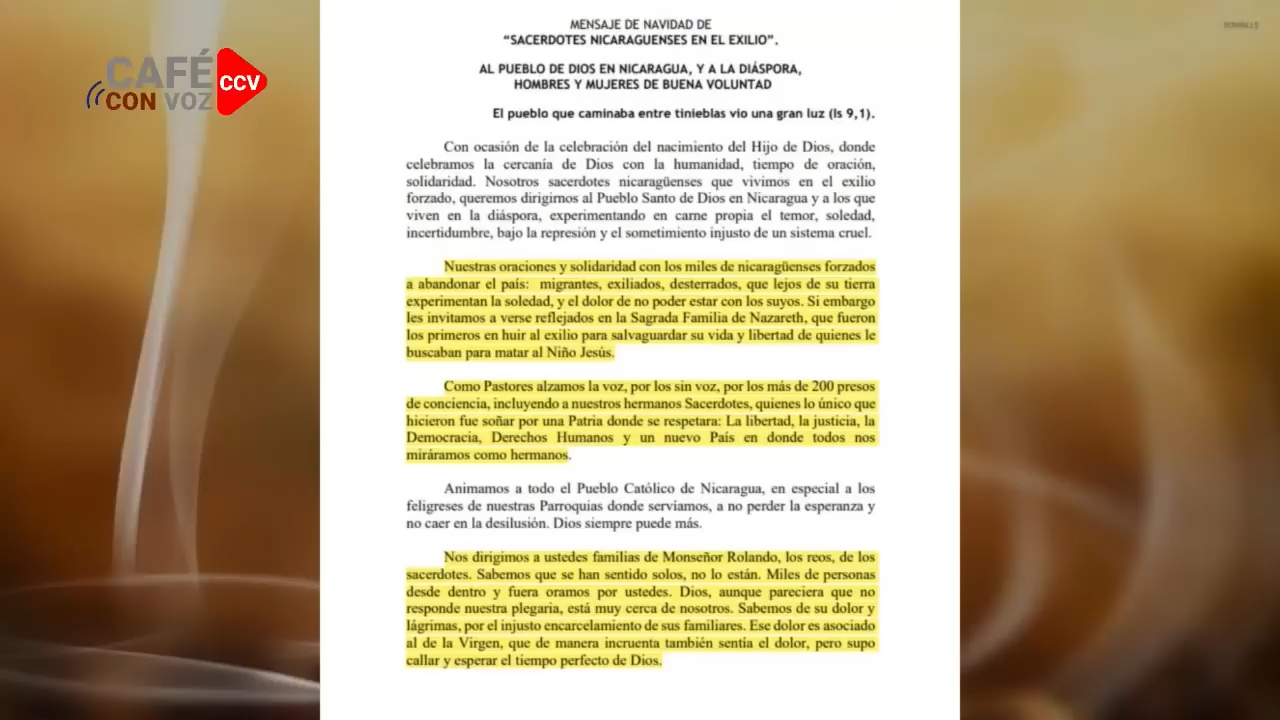 CAFÉ
CON VOZ
CCV
MENSAJE DE NAVIDAD DE
“SACERDOTES NICARAGUENSES EN EL EXILIO”.
AL PUEBLO DE DIOS EN NICARAGUA, Y A LA DIÁSPORA,
HOMBRES Y MUJERES DE BUENA VOLUNTAD
El pueblo que caminaba entre tinieblas vio una gran luz (Is 9,1).
Con ocasión de la celebración del nacimiento del Hijo de Dios, donde
celebramos la cercanía de Dios con la humanidad, tiempo de oración,
solidaridad. Nosotros sacerdotes nicaragüenses que vivimos en el exilio
forzado, queremos dirigirnos al Pueblo Santo de Dios en Nicaragua y a los que
viven en la diáspora, experimentando en carne propia el temor, soledad,
incertidumbre, bajo la represión y el sometimiento injusto de un sistema cruel.
Nuestras oraciones y solidaridad con los miles de nicaragüenses forzados
a abandonar el país: migrantes, exiliados, desterrados, que lejos de su tierra
experimentan la soledad, y el dolor de no poder estar con los suyos. Si embargo
les invitamos a verse reflejados en la Sagrada Familia de Nazareth, que fueron
los primeros en huir al exilio para salvaguardar su vida y libertad de quienes le
buscaban para matar al Niño Jesús.
Como Pastores alzamos la voz, por los sin voz, por los más de 200 presos
de conciencia, incluyendo a nuestros hermanos Sacerdotes, quienes lo único que
hicieron fue soñar por una Patria donde se respetara: La libertad, la justicia, la
Democracia, Derechos Humanos y un nuevo País en donde todos nos
miráramos como hermanos.
Animamos a todo el Pueblo Católico de Nicaragua, en especial a los
feligreses de nuestras Parroquias donde servíamos, a no perder la esperanza y
no caer en la desilusión. Dios siempre puede más.
Nos dirigimos a ustedes familias de Monseñor Rolando, los reos, de los
sacerdotes. Sabemos que se han sentido solos, no lo están. Miles de personas
desde dentro y fuera oramos por ustedes. Dios, aunque pareciera que no
responde nuestra plegaria, está muy cerca de nosotros. Sabemos de su dolor y
lágrimas, por el injusto encarcelamiento de sus familiares. Ese dolor es asociado
al de la Virgen, que de manera incruenta también sentía el dolor, pero supo
callar y esperar el tiempo perfecto de Dios.